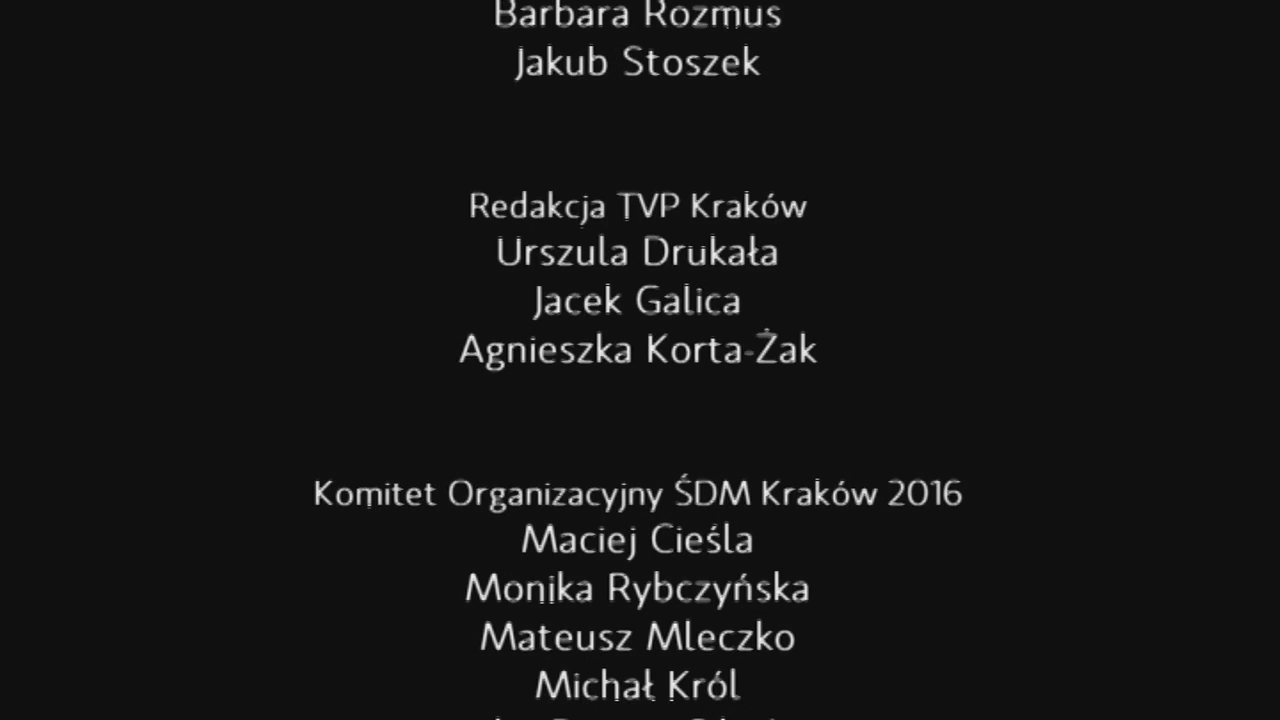 Barbara Rozmus
Jakub Stoszek
Redakcja TVP Kraków
Urszula Drukała
Jacek Galica
Agnieszka Korta-Żak
Komitet Organizacyjny ŚDM Kraków 2016
Maciej Cieśla
Monika Rybczyńska
Mateusz Mleczko
Michał Król